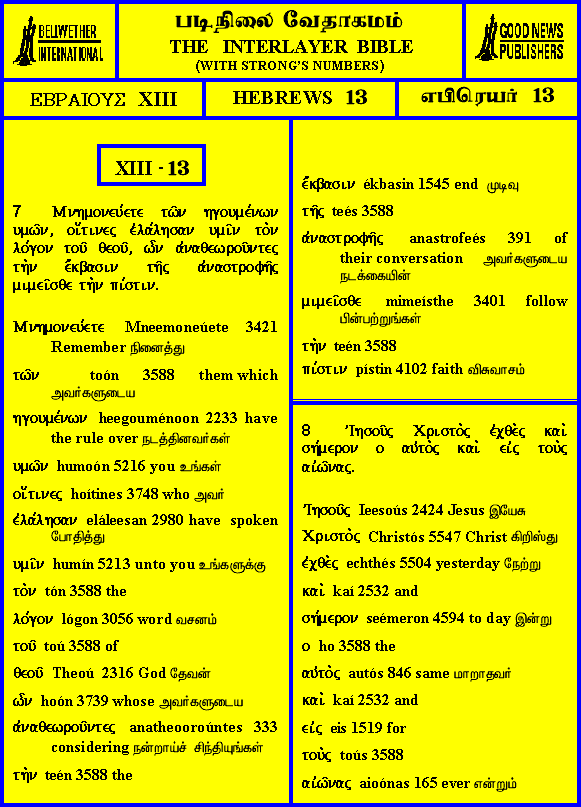 BELLWETHER
INTERNATIONAL
படிநிலை வேதாகமம்
THE INTERLAYER BIBLE
(WITH STRONG'S NUMBERS)
GOOD NEWS
PUBLISHERS
ΕΒΡΑΙΟΥΣ XIII
HEBREWS 13
எபிரெயர் 13
XIII - 13
7 Μνημονεύετε τῶν ηγουμένων
υμῶν, οἵτινες ἐλάλησαν υμῖν τὸν
λόγον τοῦ θεοῦ, ὧν ἀναθεωροῦντες
τὴν ἔκβασιν τῆς ἀναστροφῆς
μιμεῖσθε τὴν πίστιν.
Μνημονεύετε Mneemoneúete 3421
Remember நினைத்து
τῶν toón 3588 them which
அவர்களுடைய
ηγουμένων heegouménoon 2233 have
the rule over நடத்தினவர்கள்
υμῶν humoón 5216 you உங்கள்
οἵτινες hoítines 3748 who அவர்
ἐλάλησαν eláleesan 2980 have spoken
போதித்து
υμῖν humín 5213 unto you உங்களுக்கு
τὸν tón 3588 the
λόγον lógon 3056 word வசனம்
τοῦ toú 3588 of
θεοῦ Theoú 2316 God தேவன்
ὧν hoón 3739 whose அவர்களுடைய
ἀναθεωροῦντες anatheooroúntes 333
considering நன்றாய்ச் சிந்தியுங்கள்
τὴν teén 3588 the
ἔκβασιν ékbasin 1545 end முடிவு
τῆς teés 3588
ἀναστροφῆς anastrofeés 391 of
their conversation அவர்களுடைய
நடக்கையின்
μιμεῖσθε mimeísthe 3401 follow
பின்பற்றுங்கள்
τὴν teén 3588
πίστιν pístin 4102 faith விசுவாசம்
8 Ἰησοῦς Χριστὸς ἐχθὲς καὶ
σήμερον ο αὐτὸς καὶ εἰς τοὺς
αἰῶνας.
Ἰησοῦς Ieesoús 2424 Jesus இயேசு
Χριστὸς Christós 5547 Christ கிறிஸ்து
ἐχθὲς echthés 5504 yesterday நேற்று
καὶ kaí 2532 and
σήμερον seémeron 4594 to day இன்று
ο ho 3588 the
αὐτὸς autós 846 same மாறாதவர்
καὶ kaí 2532 and
εἰς eis 1519 for
τοὺς toús 3588
αἰῶνας aioónas 165 ever என்றும்